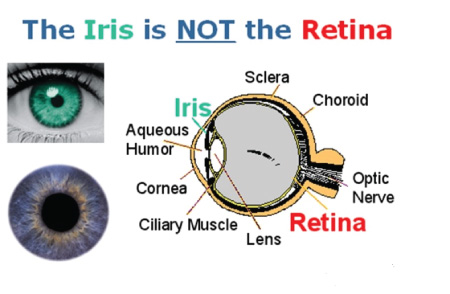 The Iris is NOT the Retina
Sclera
Choroid
Iris
Aqueous
Humor
Cornea
Ciliary Muscle
Lens
Optic
Nerve
Retina